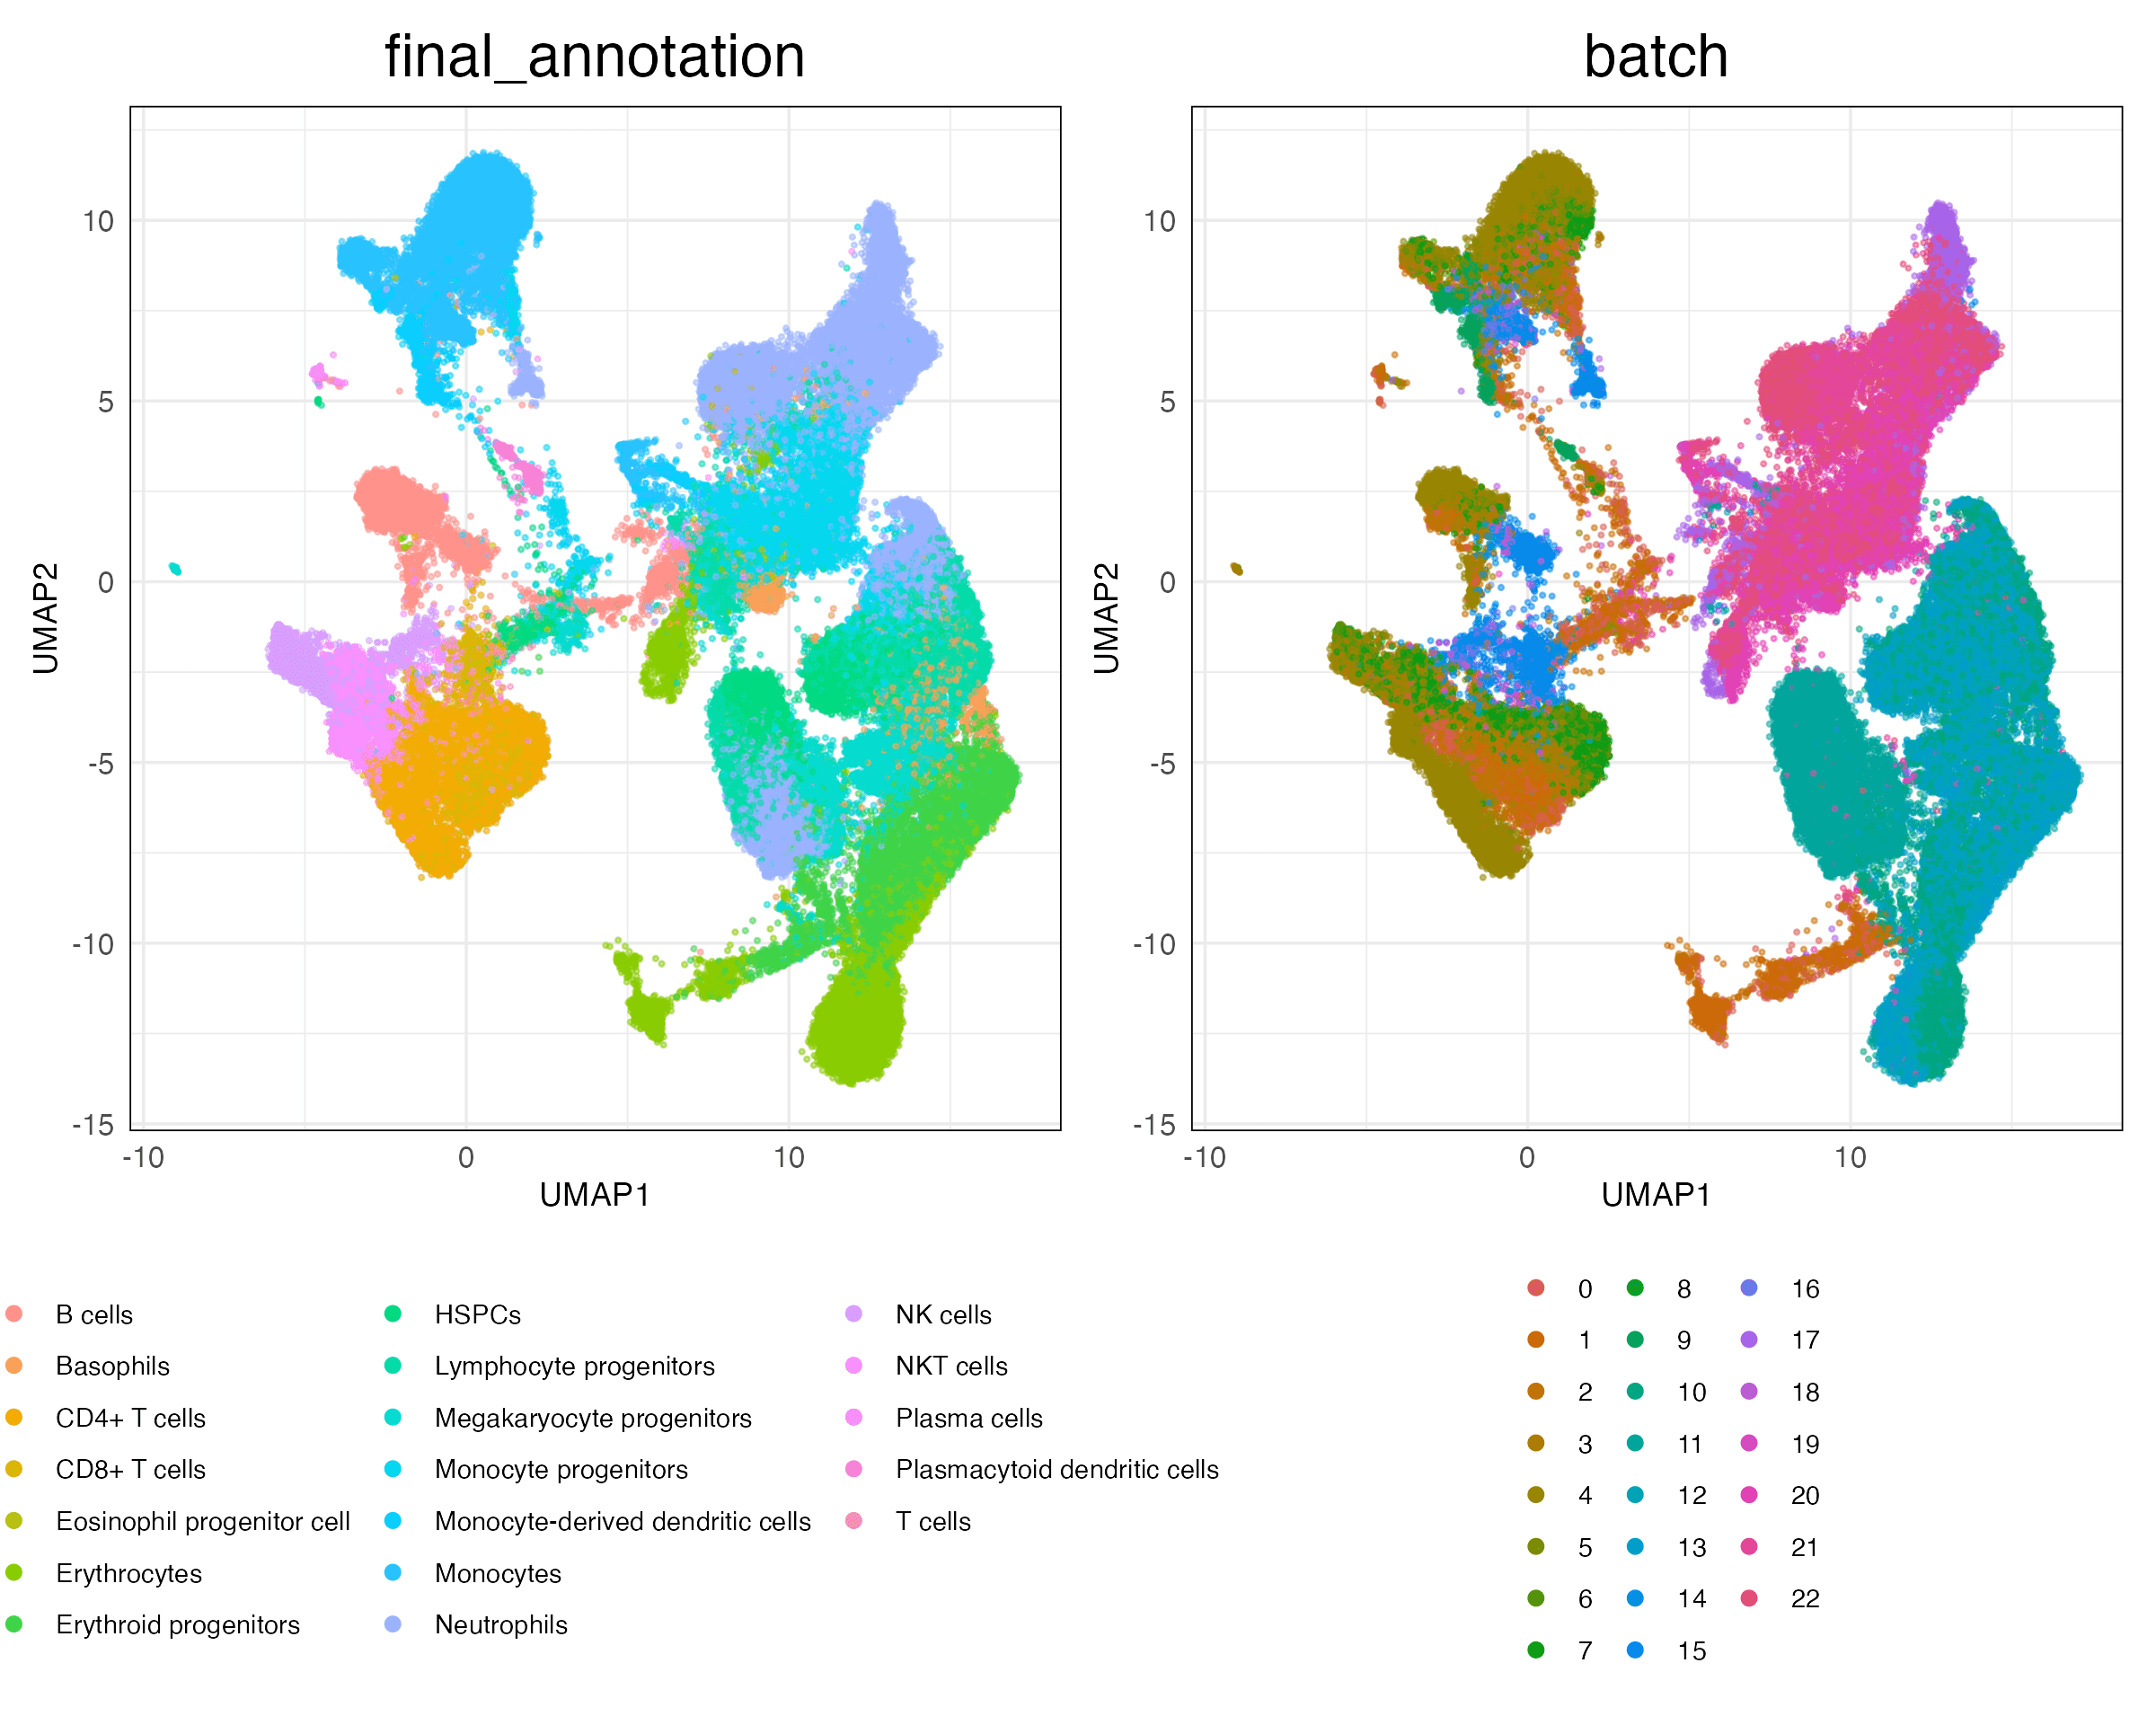 final_annotation
batch
10
5
0
-5
-10
-15
-10
0
10
UMAP1
UMAP2
10
5
0
-5
-10
-15
-10
0
10
UMAP1
UMAP2
B cells
Basophils
CD4+ T cells
CD8+ T cells
Eosinophil progenitor cell
Erythrocytes
Erythroid progenitors
HSPCs
Lymphocyte progenitors
Megakaryocyte progenitors
Monocyte progenitors
Monocyte-derived dendritic cells
Monocytes
Neutrophils
NK cells
NKT cells
Plasma cells
Plasmacytoid dendritic cells
T cells
0
1
2
3
4
5
6
7
8
9
10
11
12
13
14
15
16
17
18
19
20
21
22